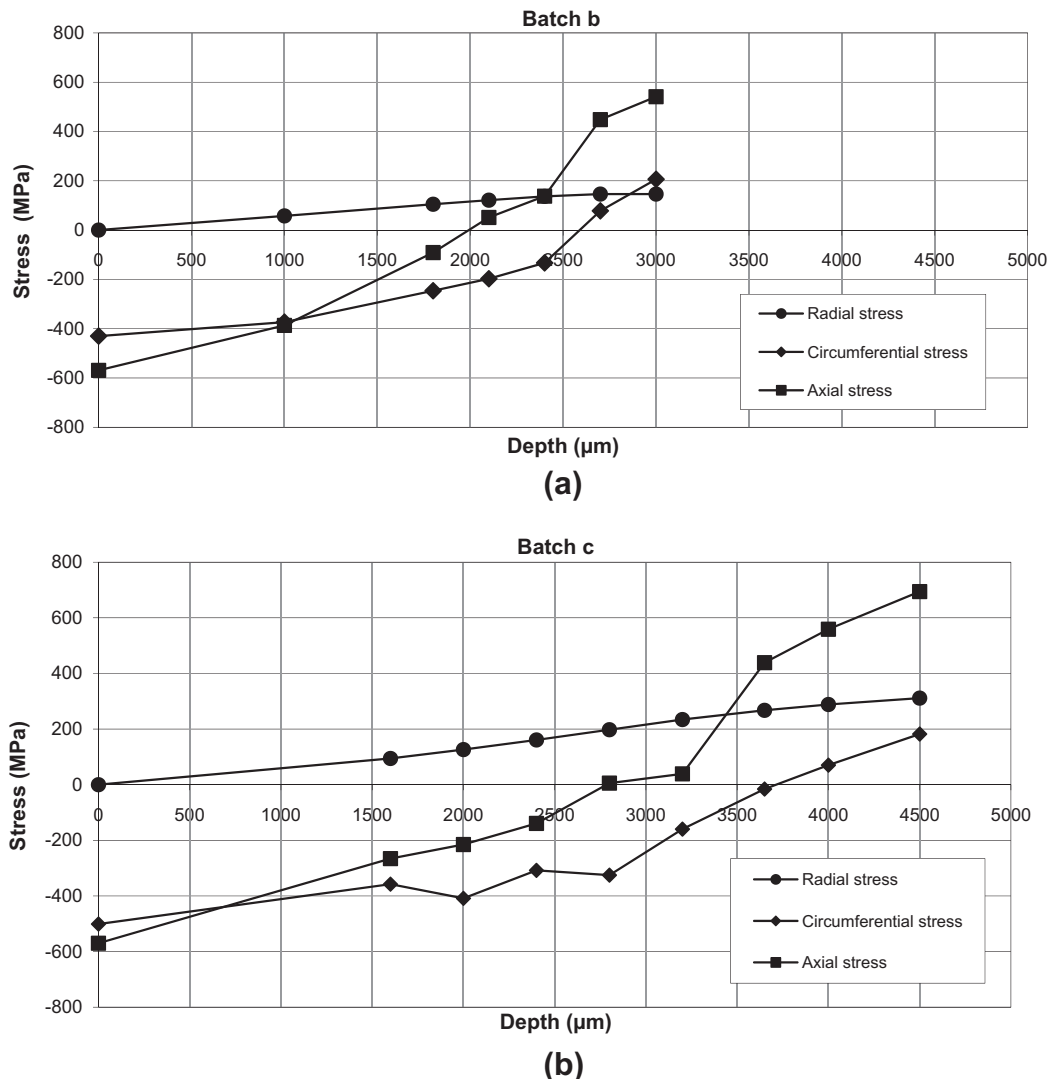 Batch b
800
600
400
200
0
-200
-400
-600
-800
Stress (MPa)
0 500 1000 1500 2000 2500 3000 3500 4000 4500 5000
Radial stress
Circumferential stress
Axial stress
Depth (µm)
(a)
Batch c
800
600
400
200
0
-200
-400
-600
-800
Stress (MPa)
0 500 1000 1500 2000 2500 3000 3500 4000 4500 5000
Radial stress
Circumferential stress
Axial stress
Depth (µm)
(b)